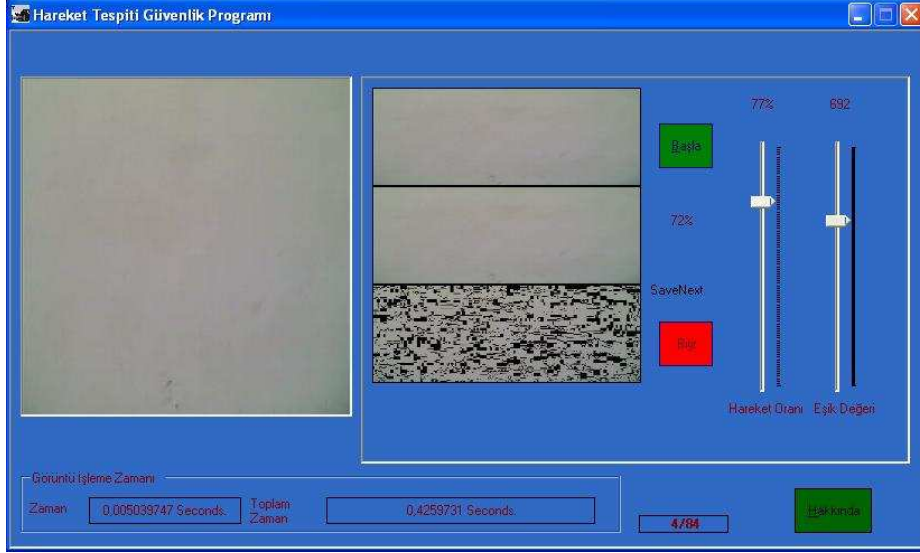 Hareket Tespiti Güvenlik Programı
77%
692
Başla
72%
SaveNext
Hareket Oranı
Eşik Değeri
Görüntü İşleme Zamanı
Zaman
0,005039747 Seconds.
Toplam
Zaman
0,4259731 Seconds.
4/84
Hakkında